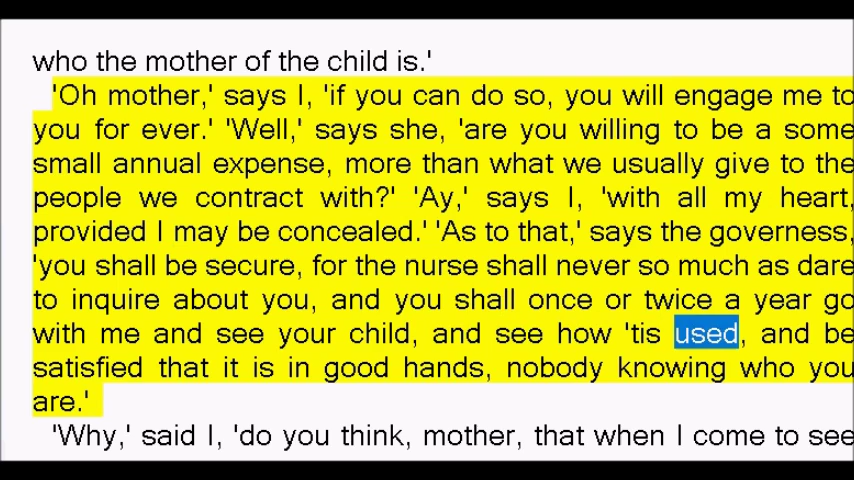 who the mother of the child is.'
'Oh mother,' says I, 'if you can do so, you will engage me to
you for ever.' 'Well,' says she, 'are you willing to be a some
small annual expense, more than what we usually give to the
people we contract with?' 'Ay,' says I, 'with all my heart,
provided I may be concealed.' 'As to that,' says the governess,
'you shall be secure, for the nurse shall never so much as dare
to inquire about you, and you shall once or twice a year go
with me and see your child, and see how 'tis used, and be
satisfied that it is in good hands, nobody knowing who you
are.'
'Why,' said I, 'do you think, mother, that when I come to see